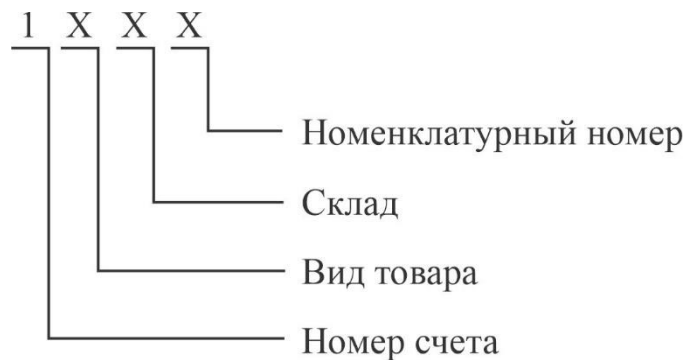 1 X X X
Номенклатурный номер
Склад
Вид товара
Номер счета